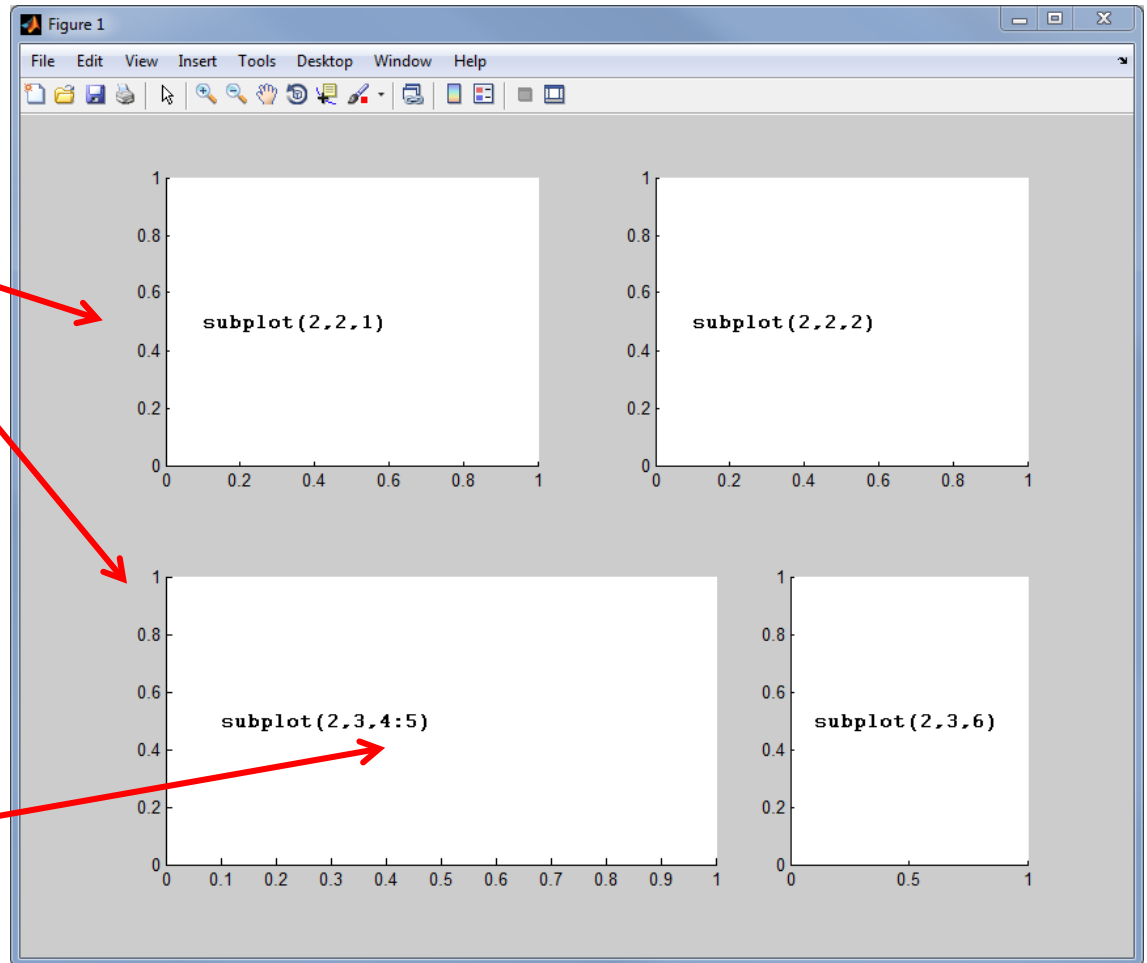 Figure 1
File Edit View Insert Tools Desktop Window Help
1
0.8
0.6
0.4
0.2
0
subplot(2,2,1)
0 0.2 0.4 0.6 0.8 1
1
0.8
0.6
0.4
0.2
0
subplot(2,2,2)
0 0.2 0.4 0.6 0.8 1
1
0.8
0.6
0.4
0.2
0
subplot(2,3,4:5)
0 0.1 0.2 0.3 0.4 0.5 0.6 0.7 0.8 0.9 1
1
0.8
0.6
0.4
0.2
0
subplot(2,3,6)
0 0.5 1